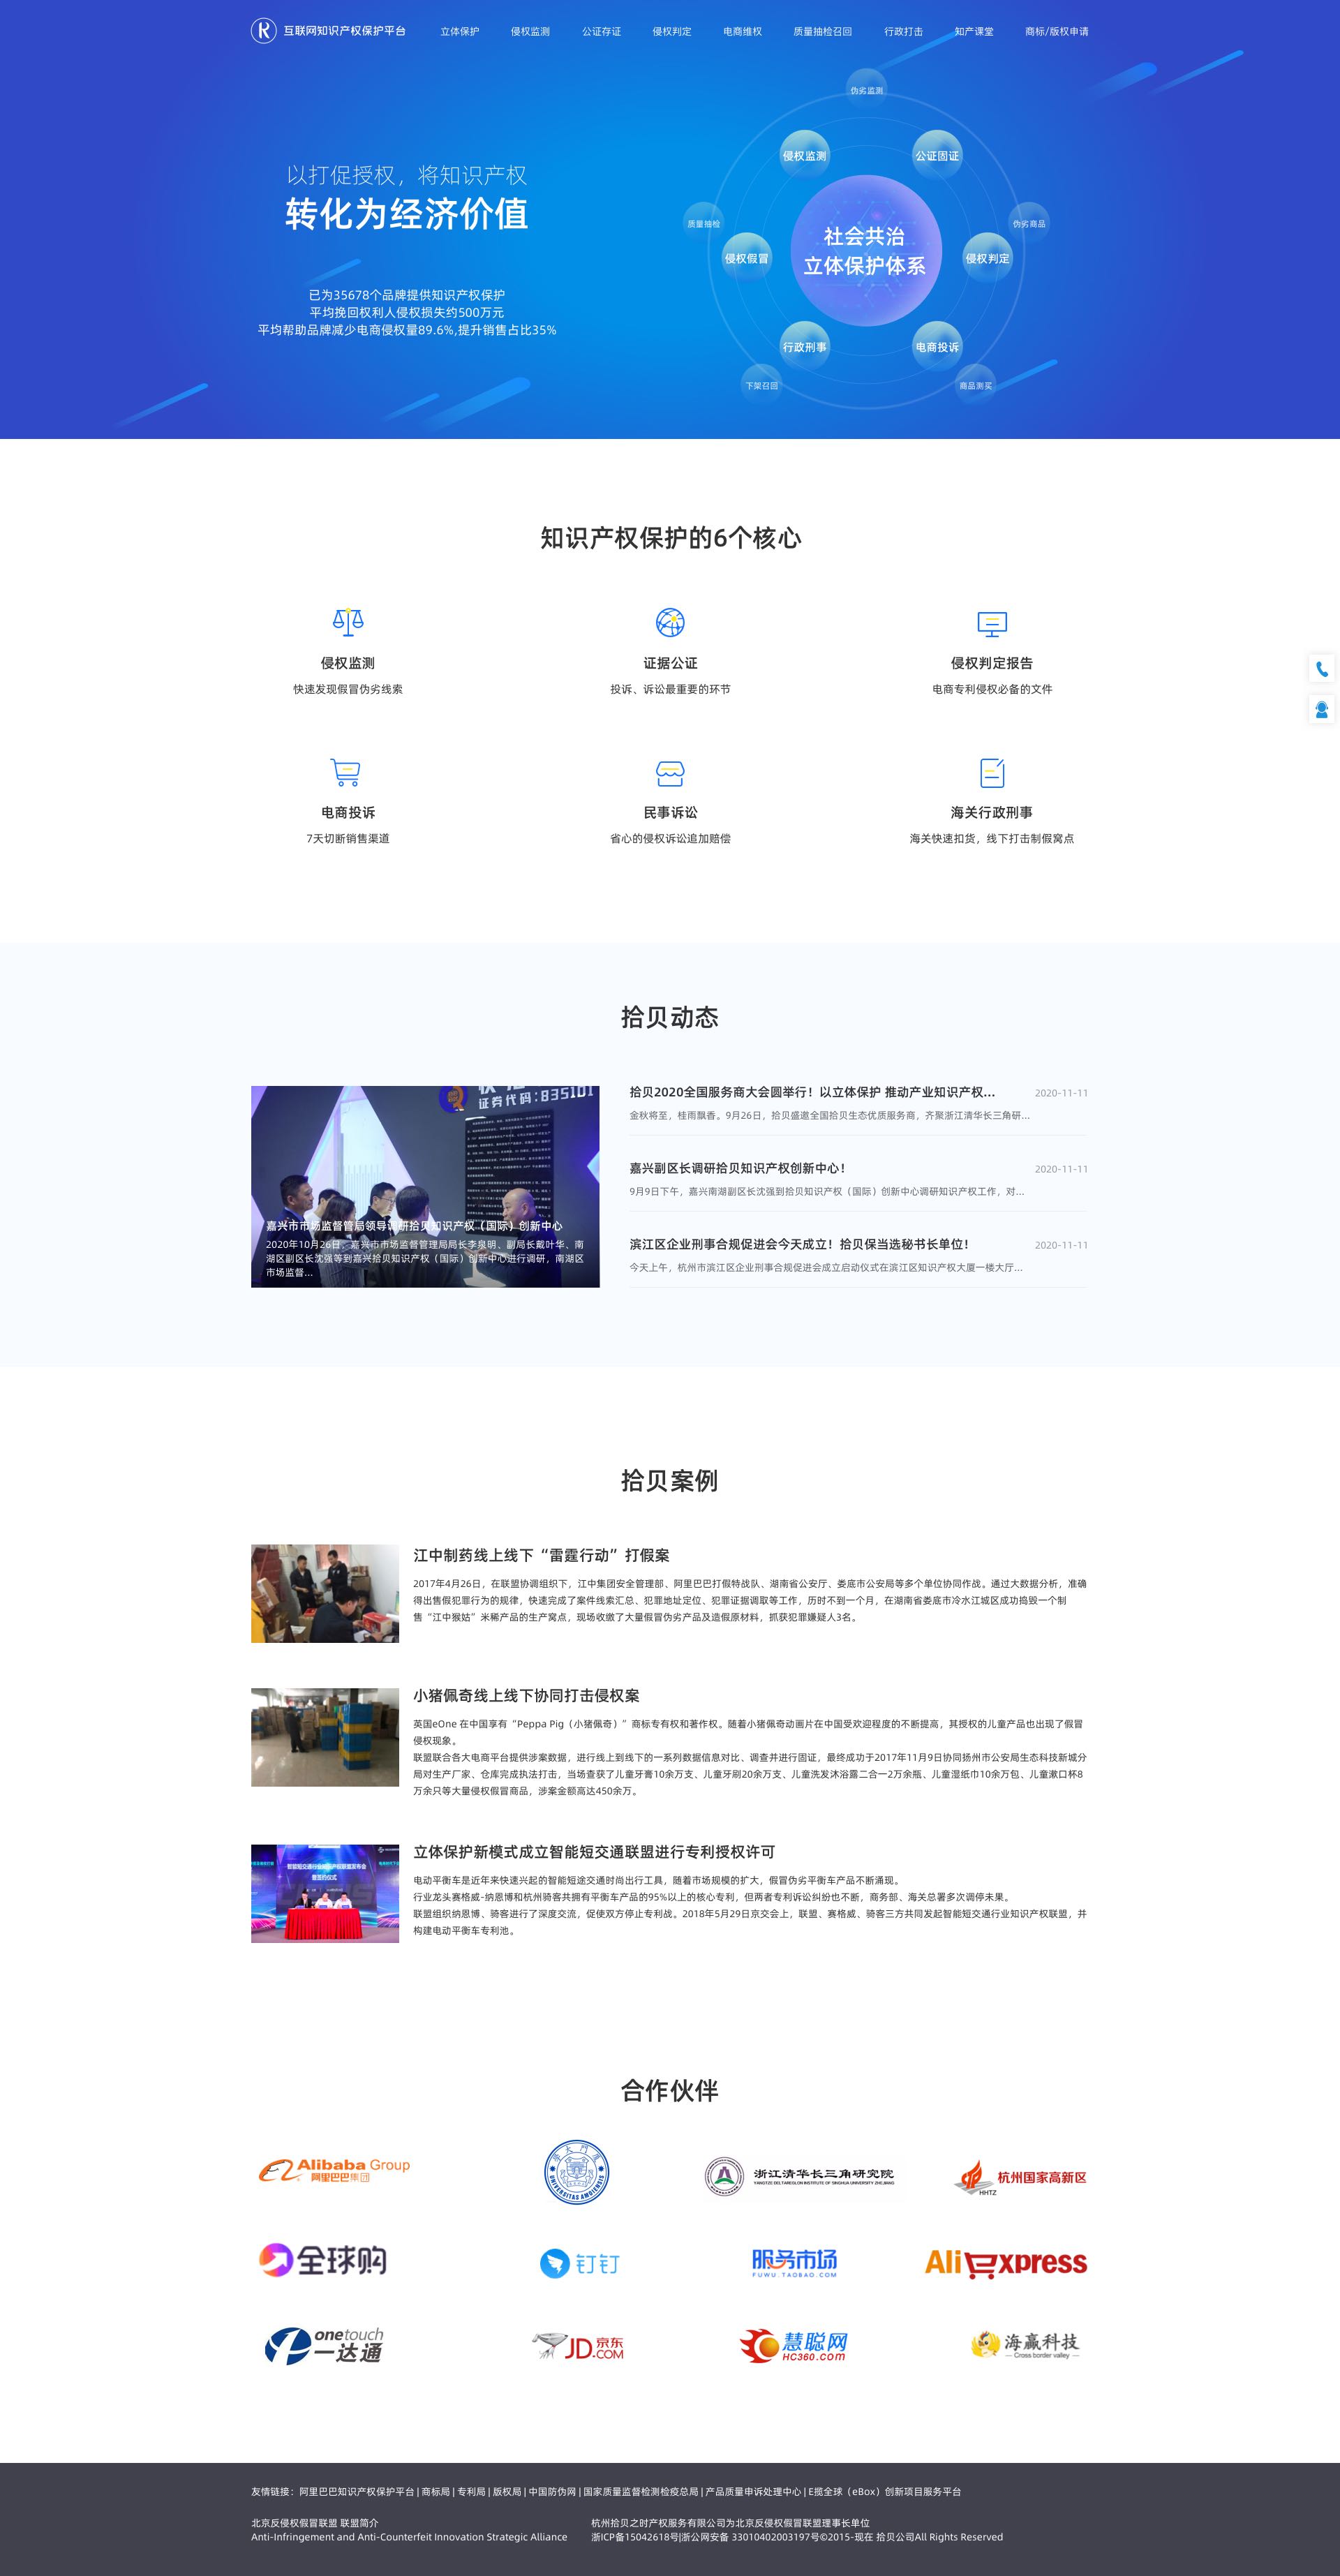 互联网知识产权保护平台 立体保护 侵权监测 公证存证 侵权判定 电商维权 质量抽检召回 行政打击 知产课堂 商标/版权申请
以打促授权，将知识产权
转化为经济价值
已为35678个品牌提供知识产权保护
平均挽回权利人侵权损失约500万元
平均帮助品牌减少电商侵权量89.6%,提升销售占比35%
伪劣监测
侵权监测
公证固证
质量抽检
伪劣商品
侵权假冒
社会共治
立体保护体系
侵权判定
行政刑事
电商投诉
下架召回
商品测买
知识产权保护的6个核心
侵权监测
快速发现假冒伪劣线索
证据公证
投诉、诉讼最重要的环节
侵权判定报告
电商专利侵权必备的文件
电商投诉
7天切断销售渠道
民事诉讼
省心的侵权诉讼追加赔偿
海关行政刑事
海关快速扣货，线下打击制假窝点
拾贝动态
证券代码:835101
嘉兴市市场监督管局领导调研拾贝知识产权（国际）创新中心
2020年10月26日，嘉兴市市场监督管理局局长李泉明、副局长戴叶华、南
湖区副区长沈强等到嘉兴拾贝知识产权（国际）创新中心进行调研，南湖区
市场监督...
拾贝2020全国服务商大会圆举行！以立体保护 推动产业知识产权...
2020-11-11
金秋将至，桂雨飘香。9月26日，拾贝盛邀全国拾贝生态优质服务商，齐聚浙江清华长三角研...
嘉兴副区长调研拾贝知识产权创新中心！
2020-11-11
9月9日下午，嘉兴南湖副区长沈强到拾贝知识产权（国际）创新中心调研知识产权工作，对...
滨江区企业刑事合规促进会今天成立！拾贝保当选秘书长单位！
2020-11-11
今天上午，杭州市滨江区企业刑事合规促进会成立启动仪式在滨江区知识产权大厦一楼大厅...
拾贝案例
江中制药线上线下“雷霆行动”打假案
2017年4月26日，在联盟协调组织下，江中集团安全管理部、阿里巴巴打假特战队、湖南省公安厅、娄底市公安局等多个单位协同作战。通过大数据分析，准确
得出售假犯罪行为的规律，快速完成了案件线索汇总、犯罪地址定位、犯罪证据调取等工作，历时不到一个月，在湖南省娄底市冷水江城区成功捣毁一个制
售“江中猴姑”米稀产品的生产窝点，现场收缴了大量假冒伪劣产品及造假原材料，抓获犯罪嫌疑人3名。
小猪佩奇线上线下协同打击侵权案
英国eOne 在中国享有“Peppa Pig（小猪佩奇）”商标专有权和著作权。随着小猪佩奇动画片在中国受欢迎程度的不断提高，其授权的儿童产品也出现了假冒
侵权现象。
联盟联合各大电商平台提供涉案数据，进行线上到线下的一系列数据信息对比、调查并进行固证，最终成功于2017年11月9日协同扬州市公安局生态科技新城分
局对生产厂家、仓库完成执法打击，当场查获了儿童牙膏10余万支、儿童牙刷20余万支、儿童洗发沐浴露二合一2万余瓶、儿童湿纸巾10余万包、儿童漱口杯8
万余只等大量侵权假冒商品，涉案金额高达450余万。
立体保护新模式成立智能短交通联盟进行专利授权许可
电动平衡车是近年来快速兴起的智能短途交通时尚出行工具，随着市场规模的扩大，假冒伪劣平衡车产品不断涌现。
行业龙头赛格威-纳恩博和杭州骑客共拥有平衡车产品的95%以上的核心专利，但两者专利诉讼纠纷也不断，商务部、海关总署多次调停未果。
联盟组织纳恩博、骑客进行了深度交流，促使双方停止专利战。2018年5月29日京交会上，联盟、赛格威、骑客三方共同发起智能短交通行业知识产权联盟，并
构建电动平衡车专利池。
合作伙伴
Alibaba Group
阿里巴巴集团
UNIVERSITAS AMOIENSIS
浙江清华长三角研究院
YANGTZE DELTA REGION INSTITUTE OF TSINGHUA UNIVERSITY ZHEJIANG
HHTZ
杭州国家高新区
全球购
钉钉
服务市场
FUWU.TAOBAO.COM
AliExpress
onetouch
一达通
JD.COM 京东
慧聪网
HC360.com
海赢科技
Cross border valley
友情链接：阿里巴巴知识产权保护平台 | 商标局 | 专利局 | 版权局 | 中国防伪网 | 国家质量监督检测检疫总局 | 产品质量申诉处理中心 | E揽全球（eBox）创新项目服务平台
北京反侵权假冒联盟 联盟简介
Anti-Infringement and Anti-Counterfeit Innovation Strategic Alliance
杭州拾贝之时产权服务有限公司为北京反侵权假冒联盟理事长单位
浙ICP备15042618号|浙公网安备 33010402003197号©2015-现在 拾贝公司All Rights Reserved